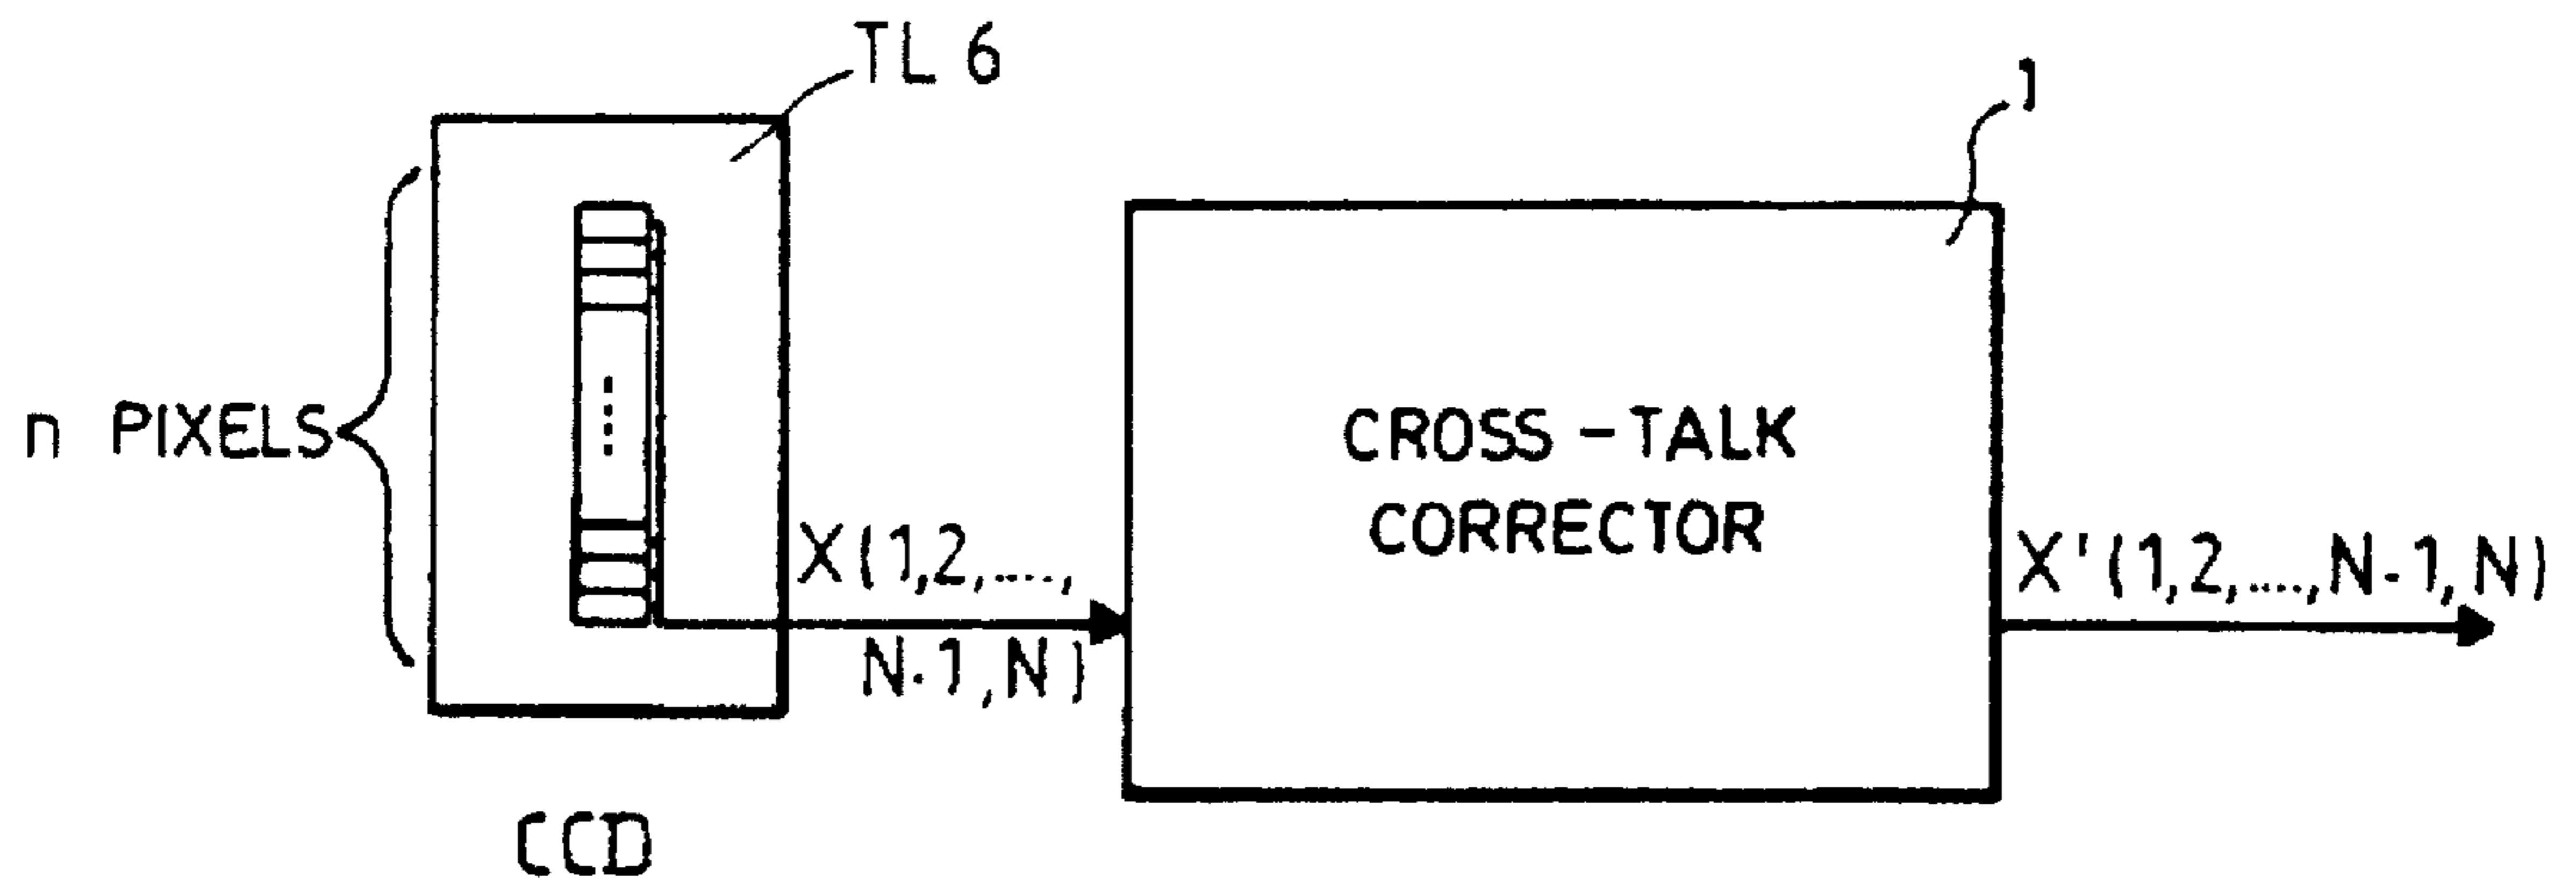 TL 6
1
n PIXELS
CROSS-TALK
CORRECTOR
X(1,2,....,
N-1,N)
X'(1,2,....,N-1,N)
CCD